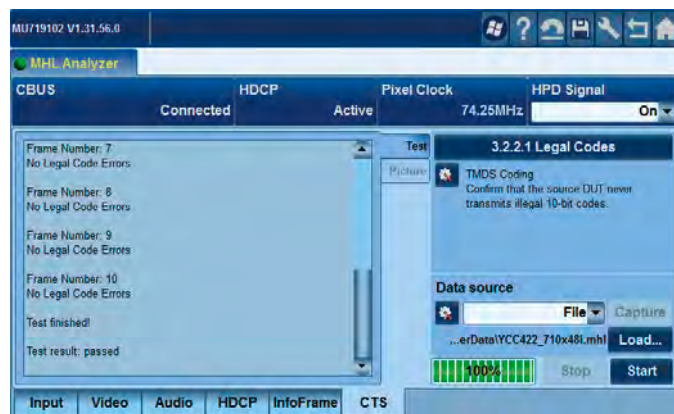 MU719102 V1.31.56.0
?
MHL Analyzer
CBUS
Connected
HDCP
Active
Pixel Clock
74.25MHz
HPD Signal
On
Frame Number: 7
No Legal Code Errors
Frame Number: 8
No Legal Code Errors
Frame Number: 9
No Legal Code Errors
Frame Number: 10
No Legal Code Errors
Test finished!
Test result: passed
Test
Picture
3.2.2.1 Legal Codes
TMDS Coding
Confirm that the source DUT never
transmits illegal 10-bit codes.
Data source
File
Capture
...erData\YCC422_710x48i.mhl
Load...
100%
Stop
Start
Input
Video
Audio
HDCP
InfoFrame
CTS